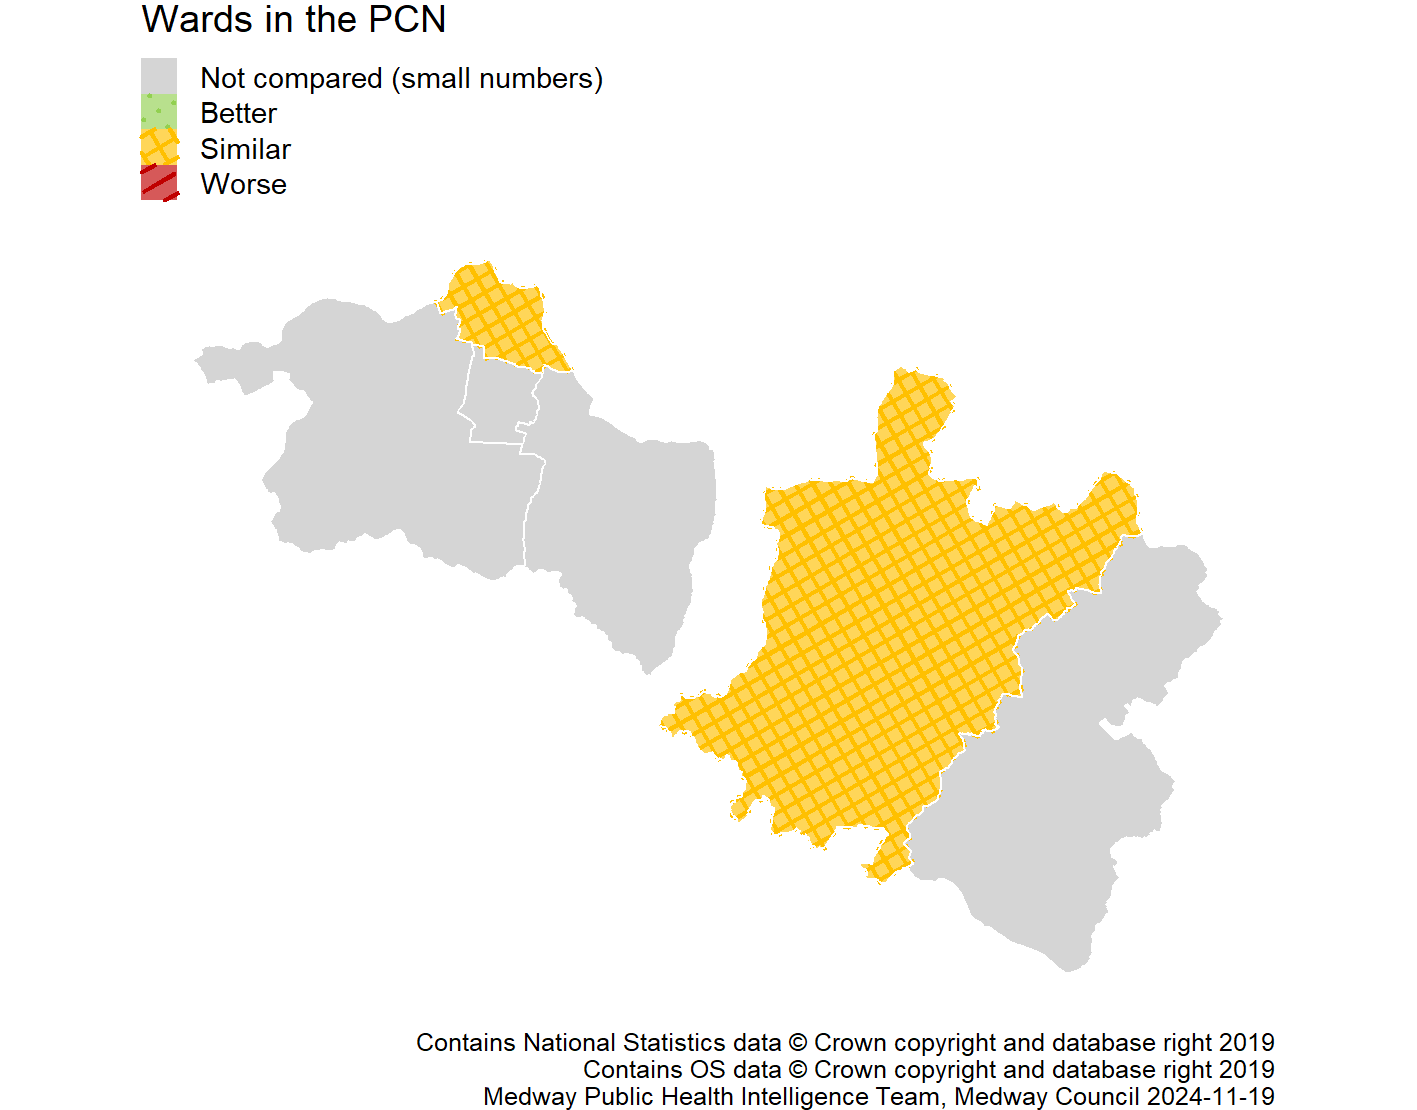 Wards in the PCN
Not compared (small numbers)
Better
Similar
Worse
Contains National Statistics data © Crown copyright and database right 2019
Contains OS data © Crown copyright and database right 2019
Medway Public Health Intelligence Team, Medway Council 2024-11-19